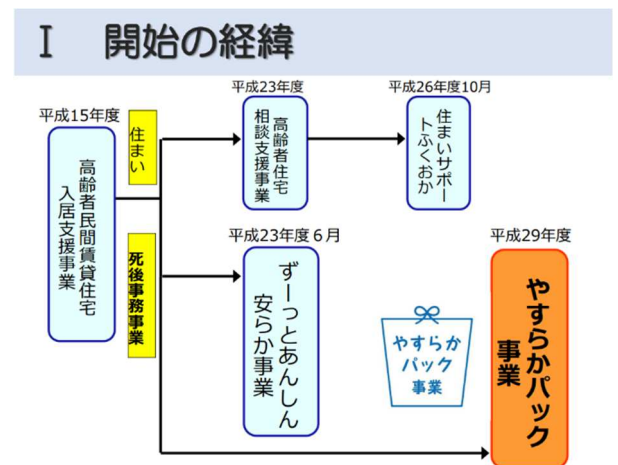 Ⅰ 開始の経緯
平成15年度
高齢者民間賃貸住宅
入居支援事業
住まい
平成23年度
高齢者住宅
相談支援事業
平成26年度10月
住まいサポー
トふくおか
死後事務事業
平成23年度６月
ずーっとあんしん
安らか事業
やすらか
パック
事業
平成29年度
やすらかパック
事業